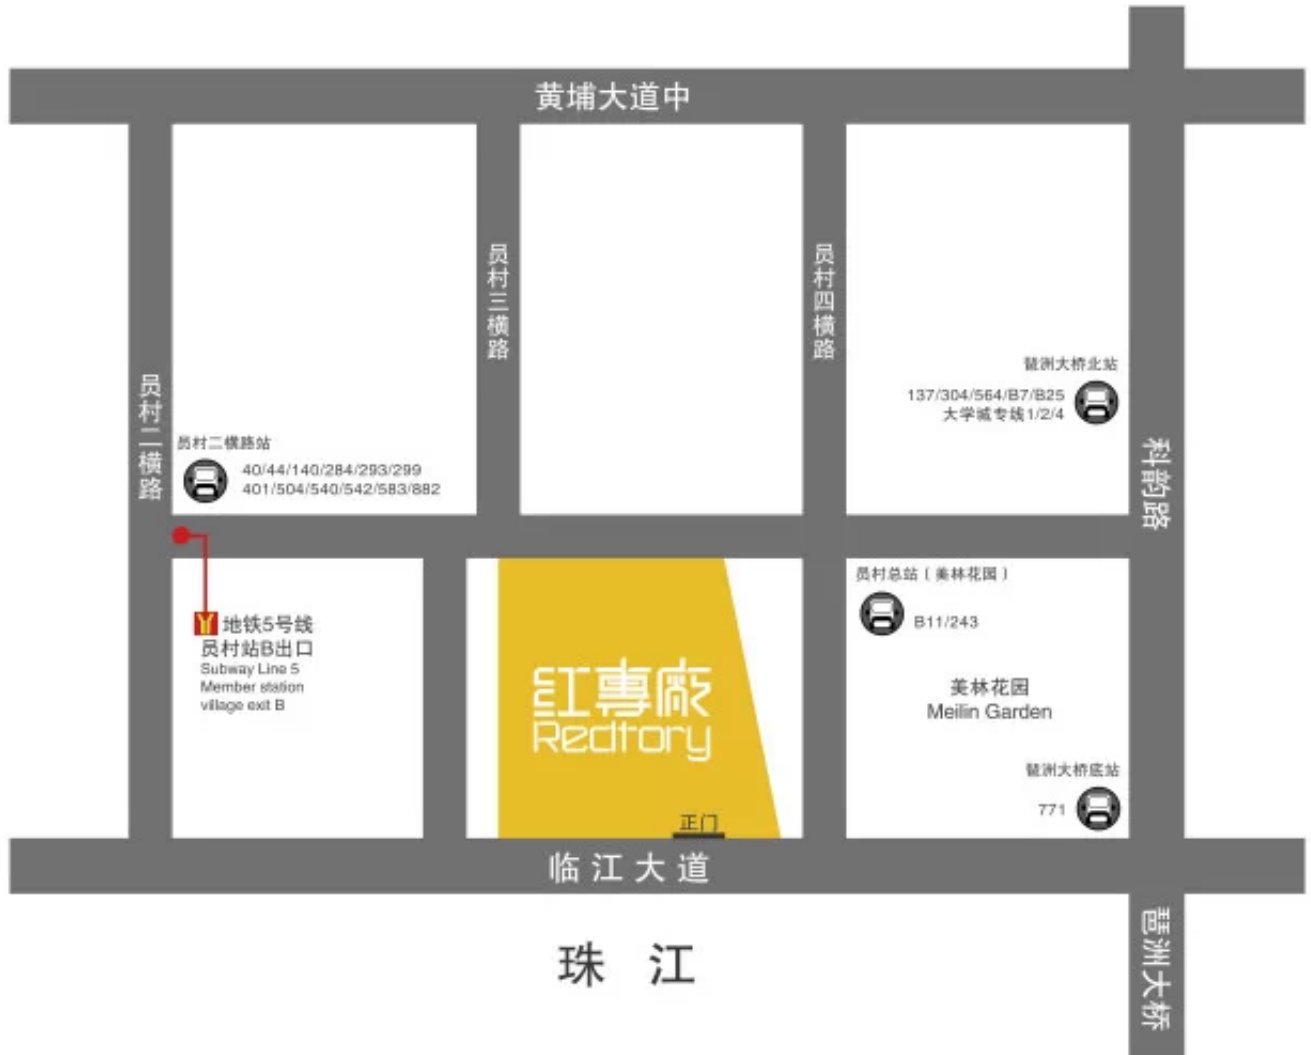 黄埔大道中
员村三横路
员村四横路
员村二横路
琶洲大桥北站
137/304/564/B7/B25
大学城专线1/2/4
科韵路
员村二横路站
40/44/140/284/293/299
401/504/540/542/583/882
员村总站（美林花园）
B11/243
地铁5号线
员村站B出口
Subway Line 5
Member station
village exit B
紅專廠
Redtory
美林花园
Meilin Garden
琶洲大桥底站
771
正门
临江大道
珠 江
琶洲大桥